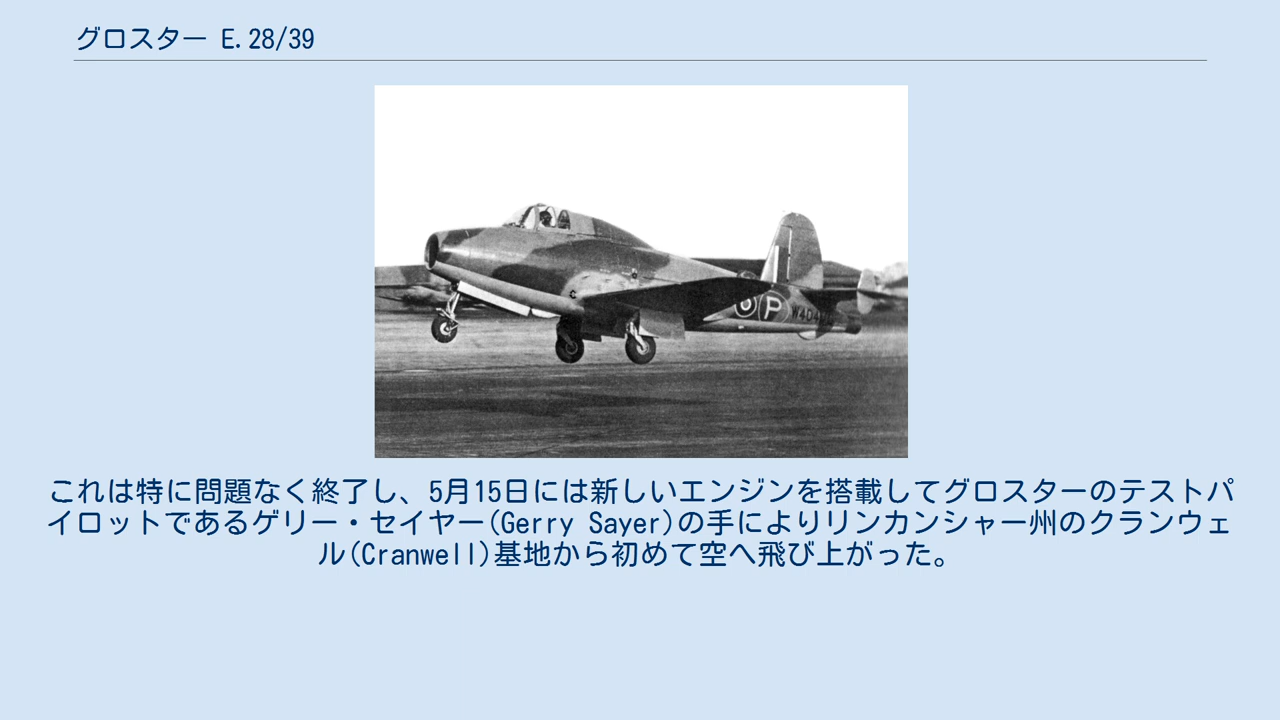 グロスター E.28/39
P
これは特に問題なく終了し、5月15日には新しいエンジンを搭載してグロスターのテストパ
イロットであるゲリー・セイヤー(Gerry Sayer)の手によりリンカンシャー州のクランウェ
ル(Cranwell)基地から初めて空へ飛び上がった。